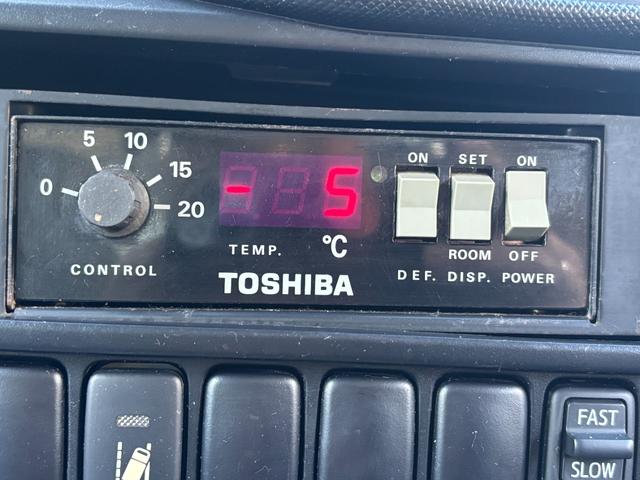 0 5 10 15 20
CONTROL
- 5
TEMP. °C
TOSHIBA
ON SET ON
ROOM OFF
DEF. DISP. POWER
FAST
SLOW